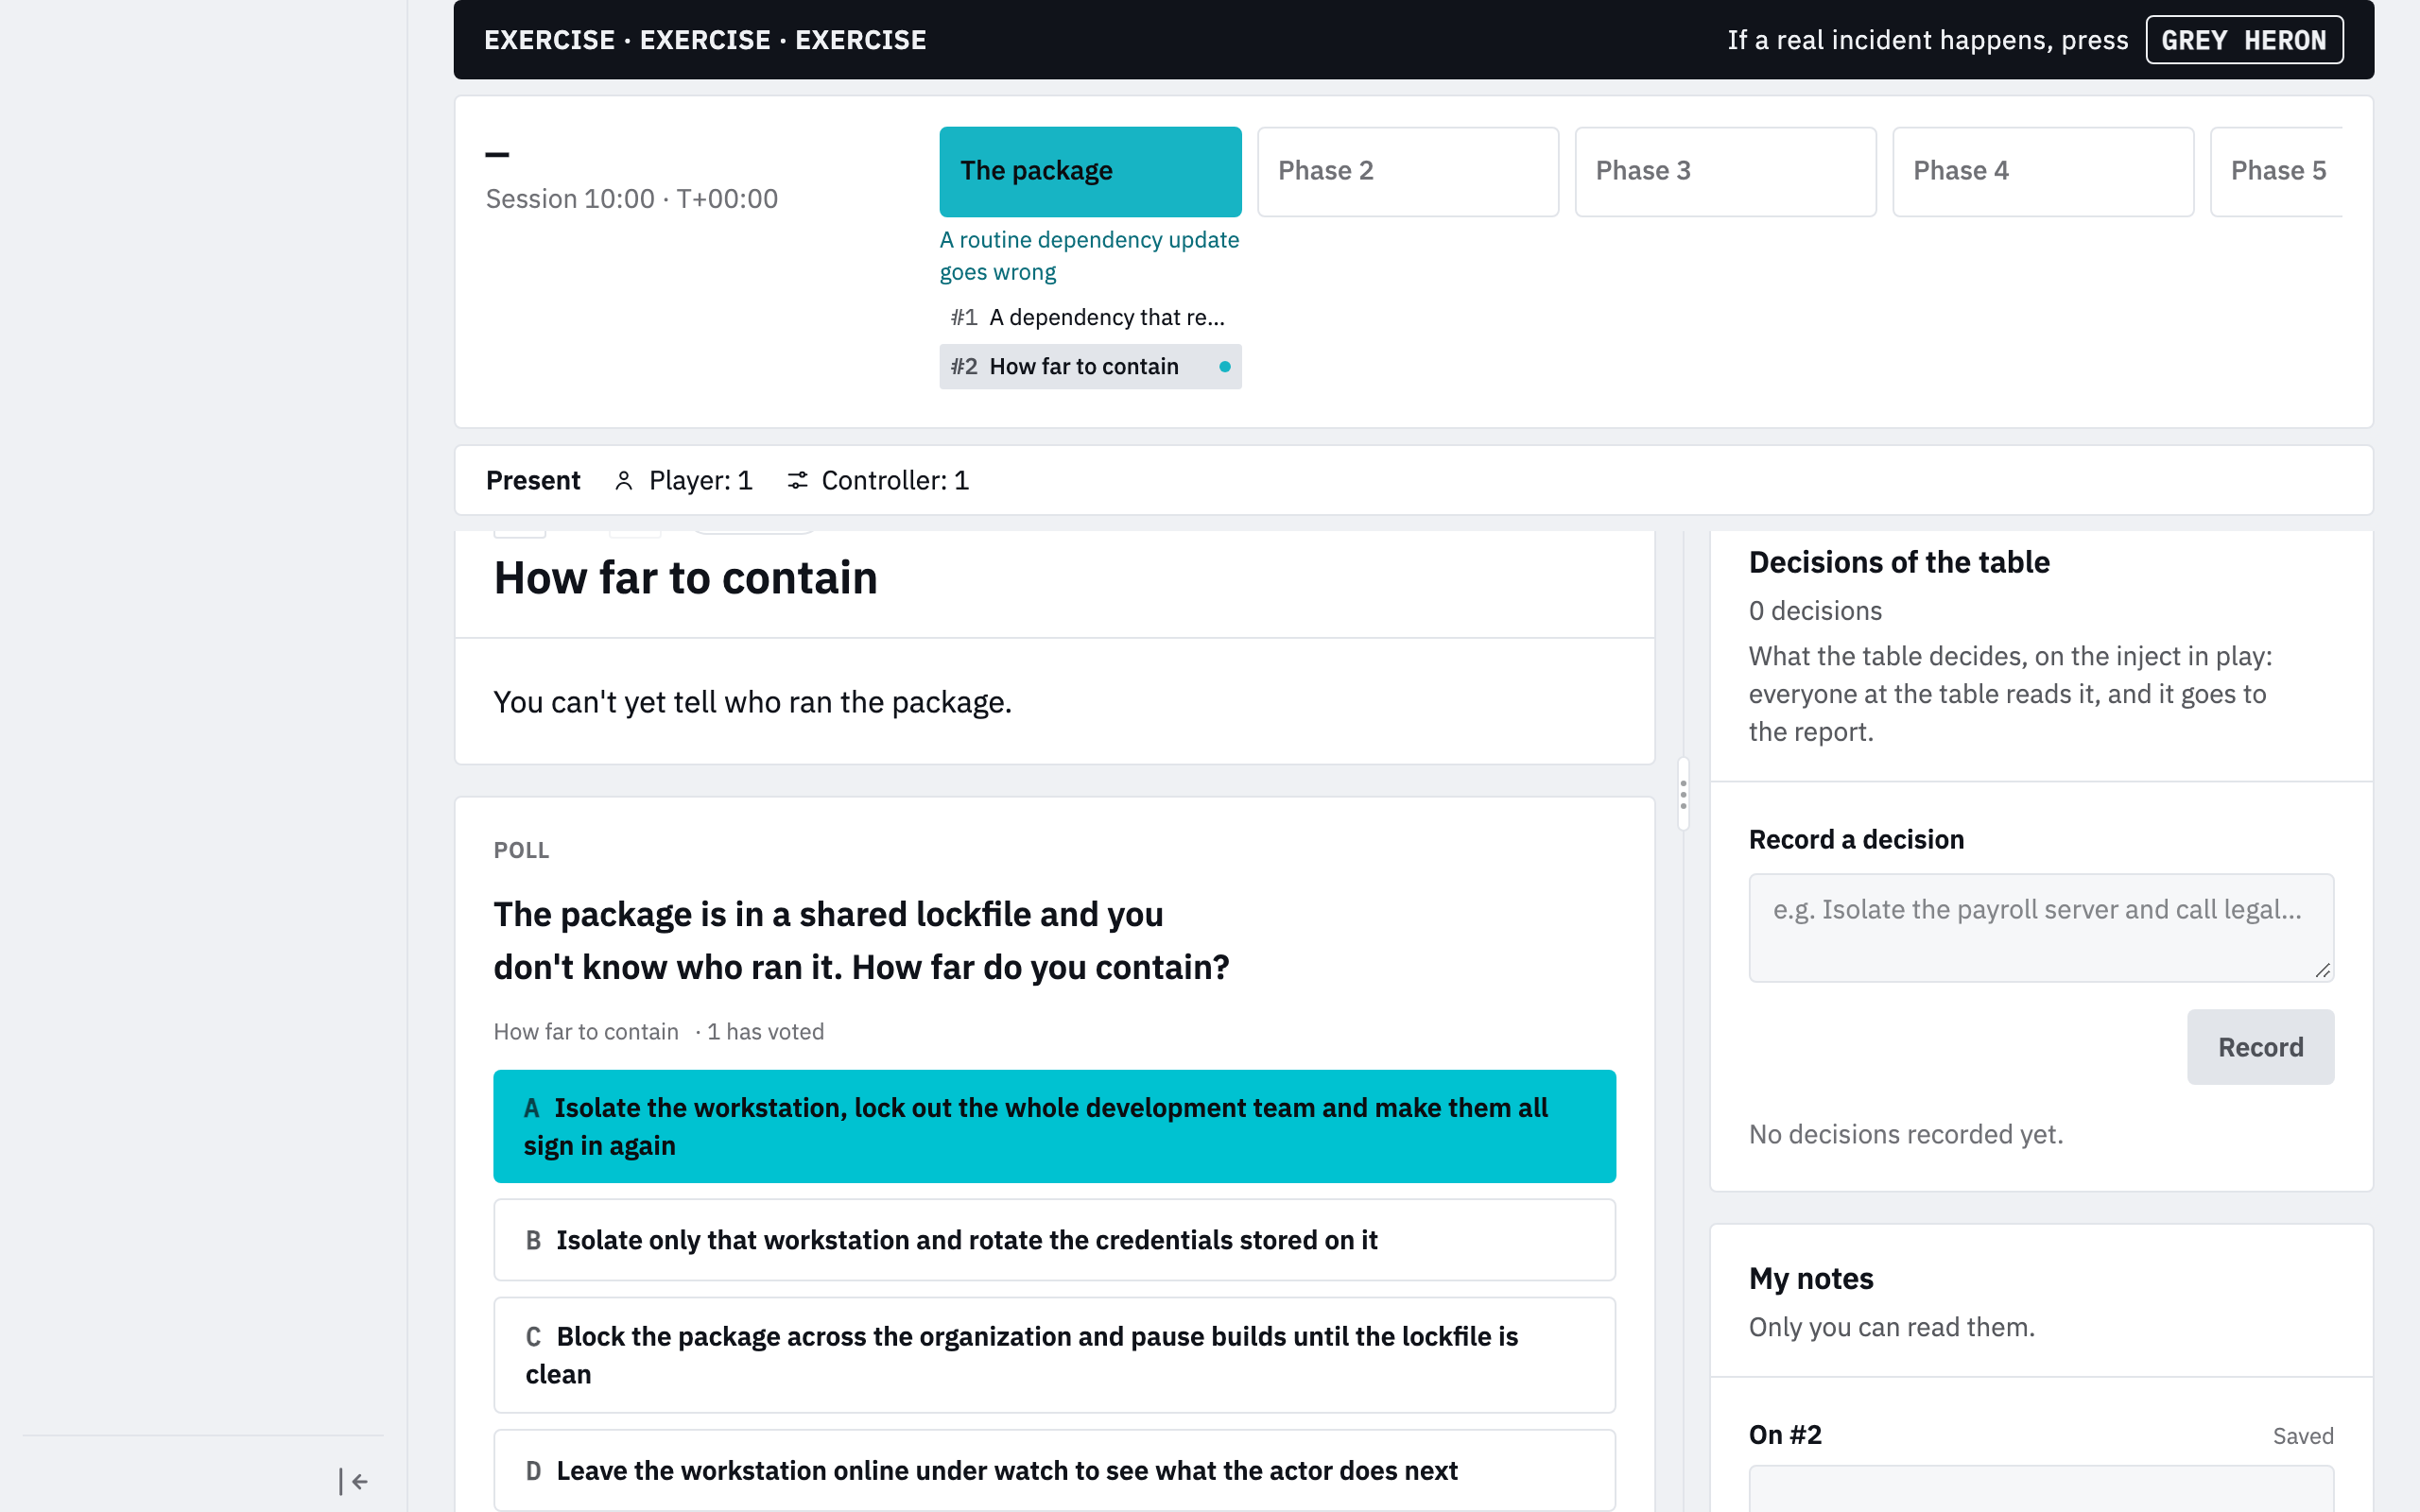 EXERCISE · EXERCISE · EXERCISE
If a real incident happens, press GREY HERON
–
Session 10:00 · T+00:00
The package
Phase 2
Phase 3
Phase 4
Phase 5
A routine dependency update
goes wrong
#1 A dependency that re...
#2 How far to contain
Present
Player: 1
Controller: 1
How far to contain
You can't yet tell who ran the package.
POLL
The package is in a shared lockfile and you
don't know who ran it. How far do you contain?
How far to contain · 1 has voted
A Isolate the workstation, lock out the whole development team and make them all
sign in again
B Isolate only that workstation and rotate the credentials stored on it
C Block the package across the organization and pause builds until the lockfile is
clean
D Leave the workstation online under watch to see what the actor does next
Decisions of the table
0 decisions
What the table decides, on the inject in play:
everyone at the table reads it, and it goes to
the report.
Record a decision
e.g. Isolate the payroll server and call legal...
Record
No decisions recorded yet.
My notes
Only you can read them.
On #2
Saved